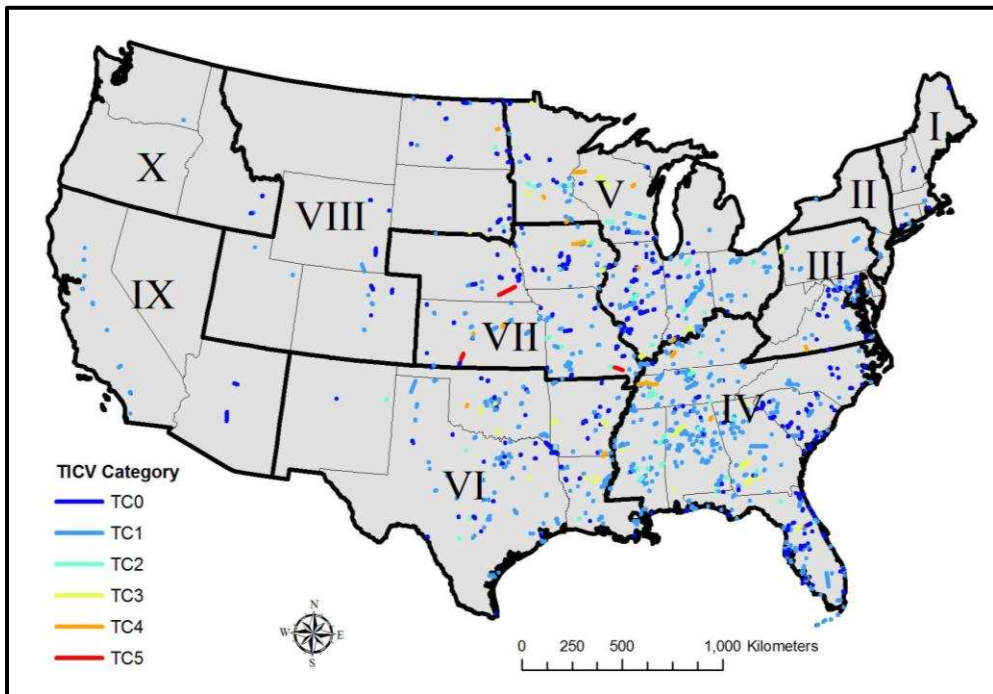 I
II
III
IV
V
VI
VII
VIII
IX
X
TICV Category
TC0
TC1
TC2
TC3
TC4
TC5
N
W E
S
0 250 500 1,000 Kilometers